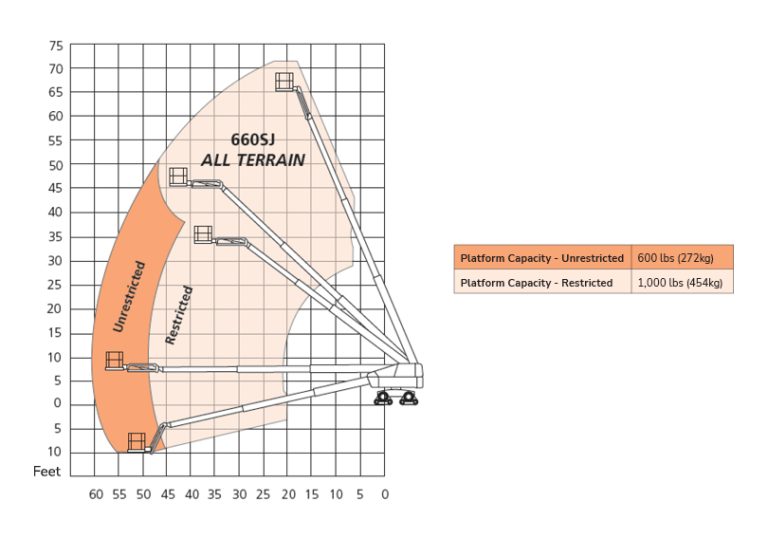 75
70
65
60
55
50
45
40
35
30
25
20
15
10
5
0
5
10
Feet
60 55 50 45 40 35 30 25 20 15 10 5 0
660SJ
ALL TERRAIN
Unrestricted
Restricted
Platform Capacity - Unrestricted 600 lbs (272kg)
Platform Capacity - Restricted 1,000 lbs (454kg)